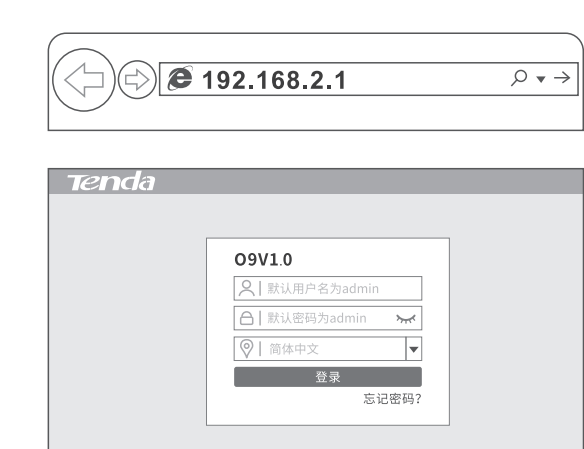 192.168.2.1
Tenda
O9V1.0
默认用户名为admin
默认密码为admin
简体中文
登录
忘记密码?